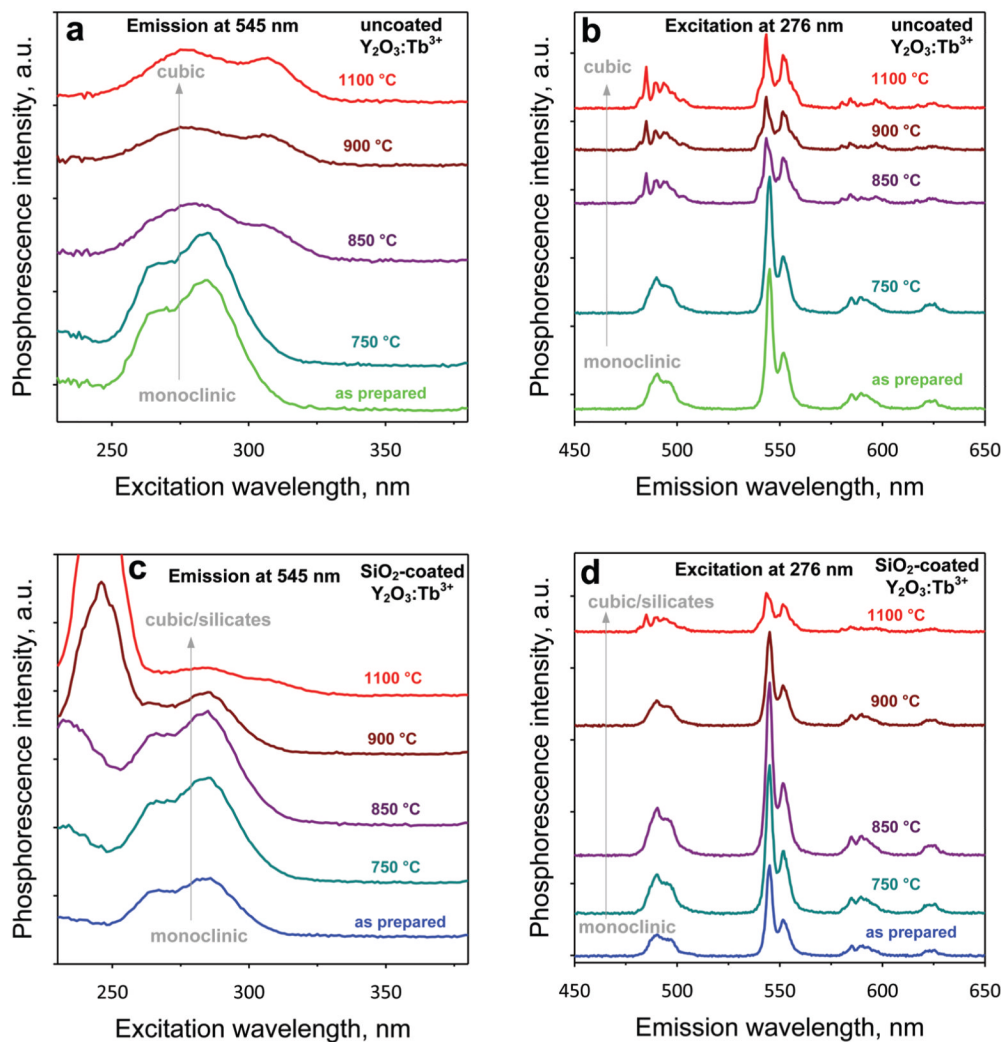 a
Emission at 545 nm
uncoated
Y₂O₃:Tb³⁺
1100 °C
cubic
900 °C
850 °C
750 °C
monoclinic
as prepared
Phosphorescence intensity, a.u.
250 300 350
Excitation wavelength, nm
b
Excitation at 276 nm
uncoated
Y₂O₃:Tb³⁺
cubic
1100 °C
900 °C
850 °C
750 °C
monoclinic
as prepared
Phosphorescence intensity, a.u.
450 500 550 600 650
Emission wavelength, nm
c
Emission at 545 nm
SiO₂-coated
Y₂O₃:Tb³⁺
cubic/silicates
1100 °C
900 °C
850 °C
750 °C
as prepared
monoclinic
Phosphorescence intensity, a.u.
250 300 350
Excitation wavelength, nm
d
Excitation at 276 nm
SiO₂-coated
Y₂O₃:Tb³⁺
cubic/silicates
1100 °C
900 °C
850 °C
750 °C
monoclinic
as prepared
Phosphorescence intensity, a.u.
450 500 550 600 650
Emission wavelength, nm